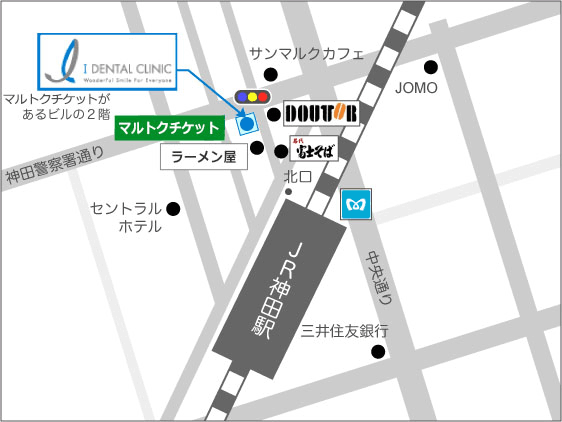 サンマルクカフェ
I DENTAL CLINIC
Wonderful Smile For Everyone
JOMO
マルトクチケットが
あるビルの２階
DOUTOR
マルトクチケット
ラーメン屋
名代
富士そば
神田警察署通り
北口
セントラル
ホテル
JR神田駅
中央通り
三井住友銀行